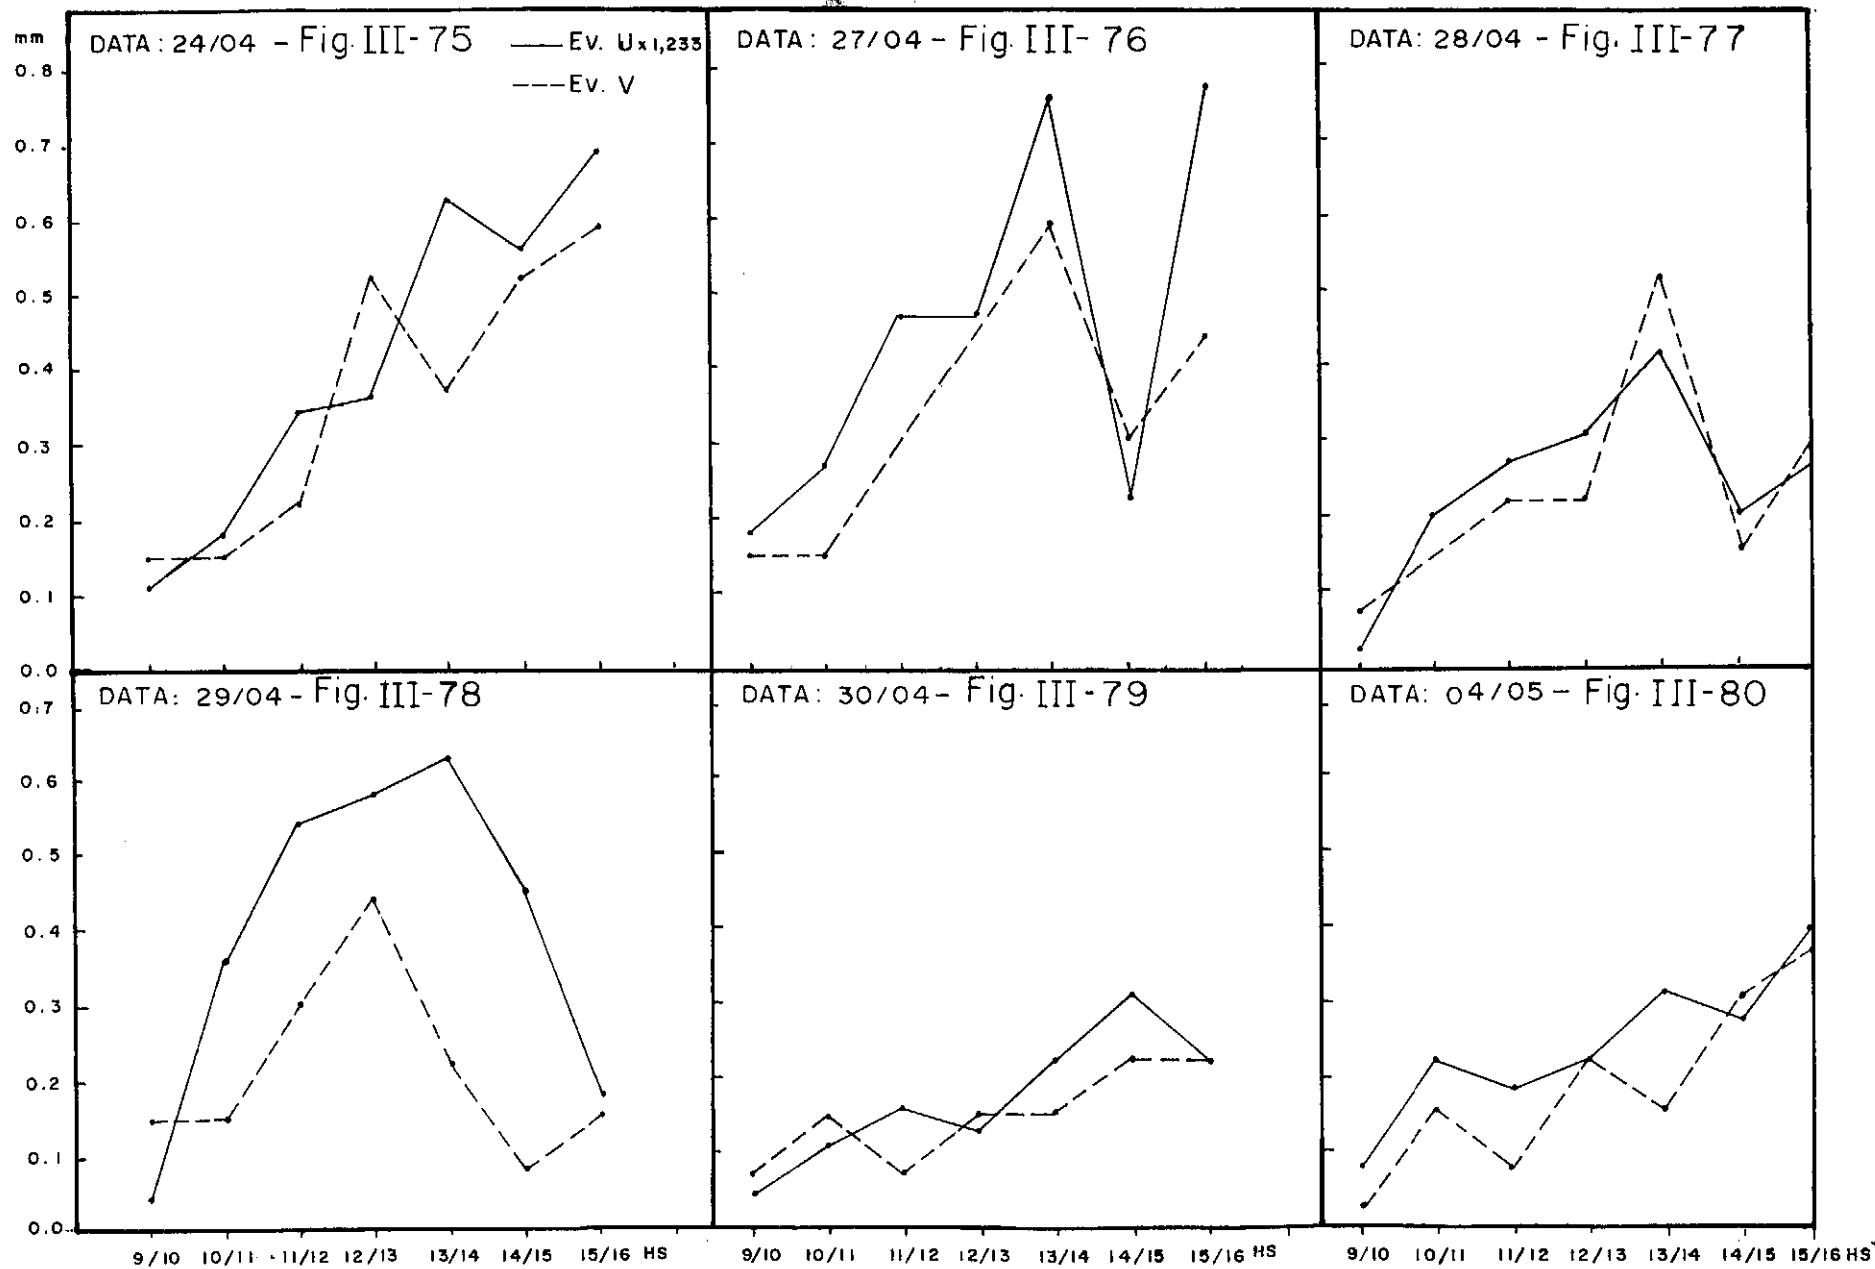 mm
DATA: 24/04 - Fig. III-75
Ev. U x 1,233
Ev. V
DATA: 27/04 - Fig. III-76
DATA: 28/04 - Fig. III-77
0.8
0.7
0.6
0.5
0.4
0.3
0.2
0.1
0.0
DATA: 29/04 - Fig. III-78
DATA: 30/04 - Fig. III-79
DATA: 04/05 - Fig. III-80
0.7
0.6
0.5
0.4
0.3
0.2
0.1
0.0
9/10 10/11 11/12 12/13 13/14 14/15 15/16 HS
9/10 10/11 11/12 12/13 13/14 14/15 15/16 HS
9/10 10/11 11/12 12/13 13/14 14/15 15/16 HS